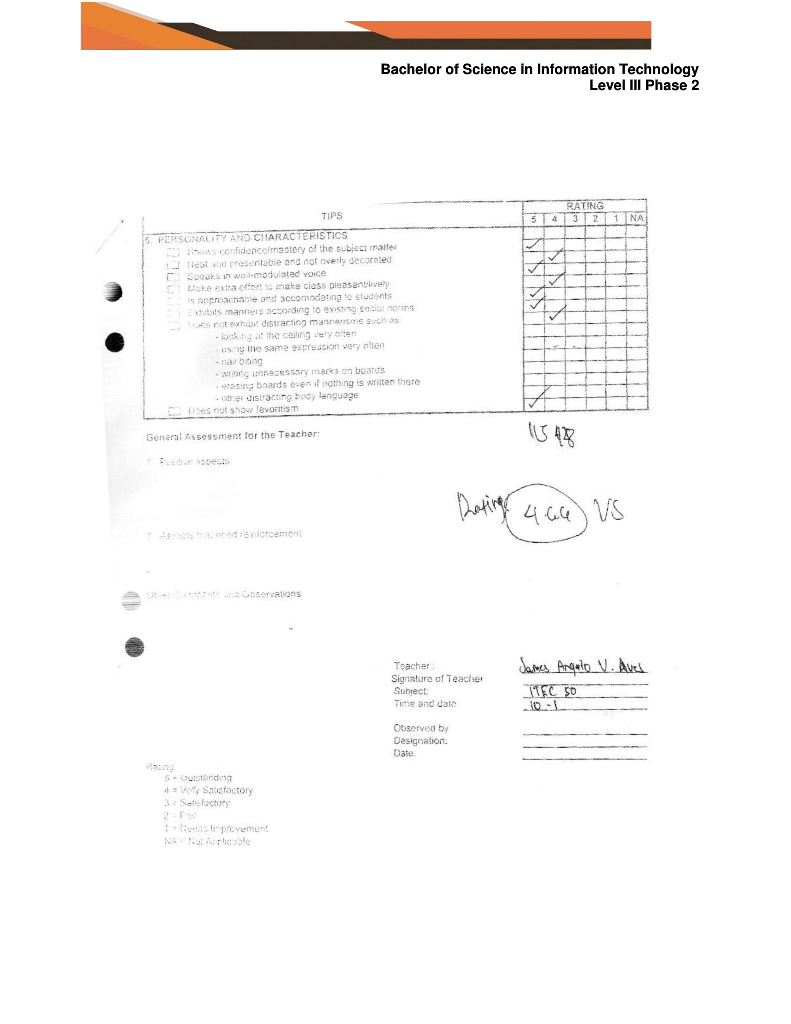 Bachelor of Science in Information Technology
Level III Phase 2
TIPS
RATING
5 4 3 2 1 NA
5. PERSONALITY AND CHARACTERISTICS
Shows confidence/mastery of the subject matter
Neat and presentable and not overly decorated
Speaks in well-modulated voice
Make extra effort to make class pleasant/lively
Is approachable and accomodating to students
Exhibits manners according to existing social norms
Does not exhibit distracting mannerisms such as
- looking at the ceiling very often
- using the same expression very often
- nail biting
- writing unnecessary marks on boards
- erasing boards even if nothing is written there
- other distracting body language
Does not show favoritism
General Assessment for the Teacher:
1. Positive Aspects
Rating: 4.66 VS
2. Aspects that need reinforcement
Other Comments and Observations
Teacher : James Angelo V. Aves
Signature of Teacher
Subject: ITEC 50
Time and date 10-1
Observed by
Designation:
Date:
Rating
5 = Outstanding
4 = Very Satisfactory
3 = Satisfactory
2 = Fair
1 = Needs Improvement
NA = Not Applicable